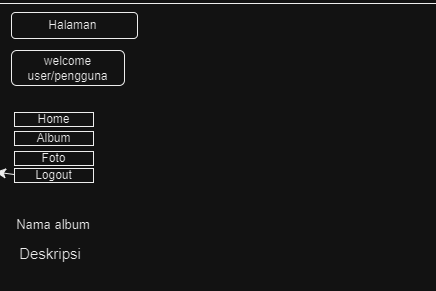 Halaman
welcome
user/pengguna
Home
Album
Foto
Logout
Nama album
Deskripsi